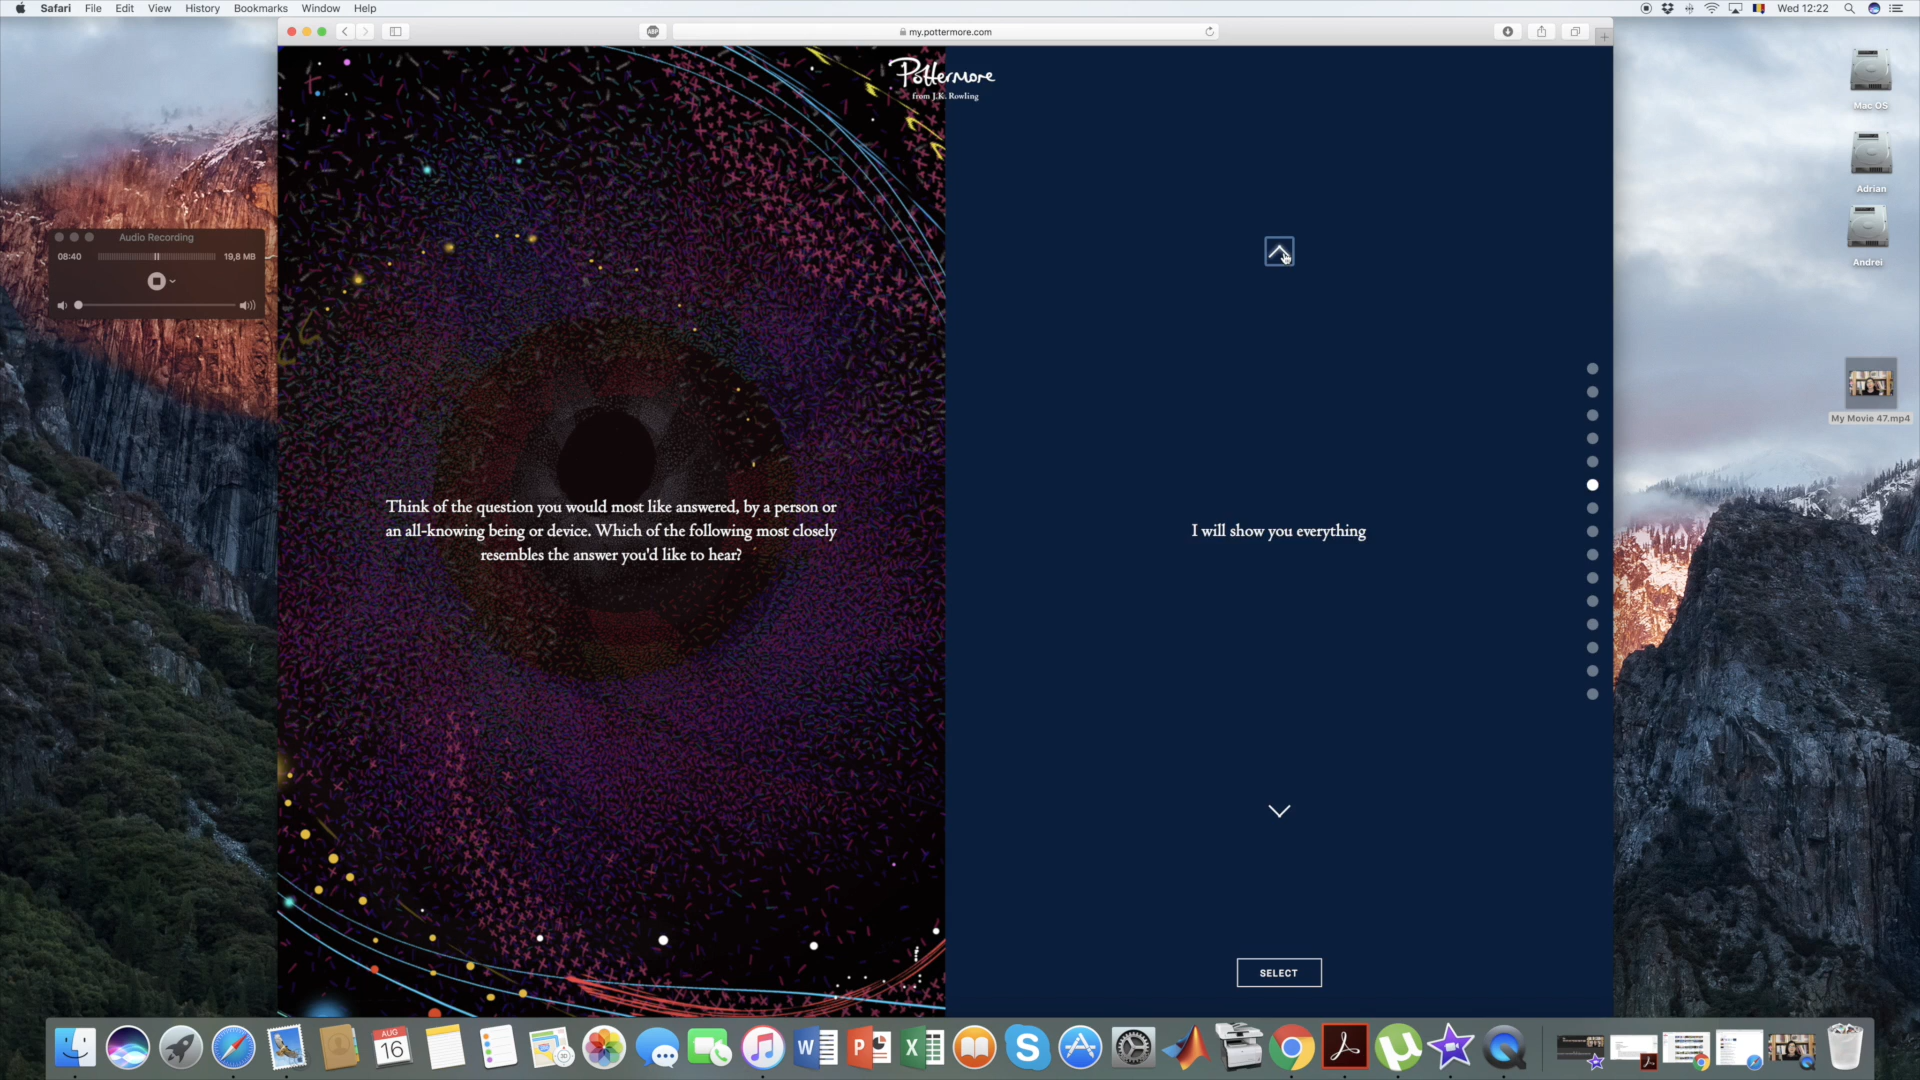 Safari File Edit View History Bookmarks Window Help
Wed 12:22
ABP
my.pottermore.com
Pottermore
from J.K. Rowling
Mac OS
Adrian
Andrei
My Movie 47.mp4
Audio Recording
08:40
19,8 MB
Think of the question you would most like answered, by a person or
an all-knowing being or device. Which of the following most closely
resembles the answer you'd like to hear?
I will show you everything
SELECT
AUG
16
W
P
X
S